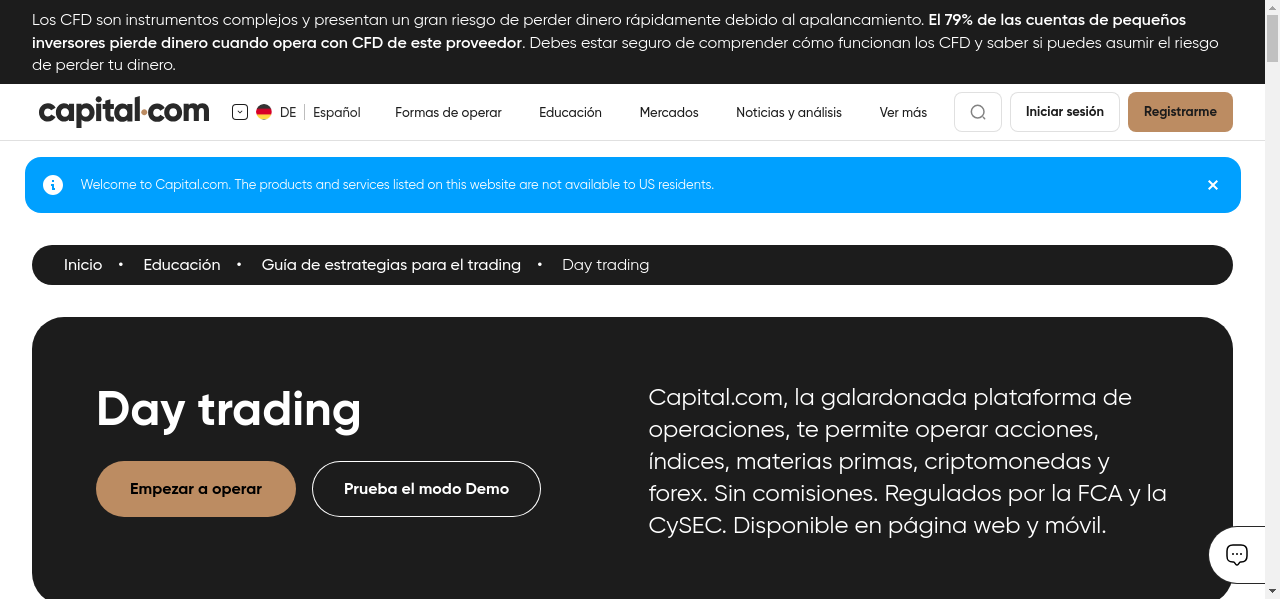 Los CFD son instrumentos complejos y presentan un gran riesgo de perder dinero rápidamente debido al apalancamiento. El 79% de las cuentas de pequeños
inversores pierde dinero cuando opera con CFD de este proveedor. Debes estar seguro de comprender cómo funcionan los CFD y saber si puedes asumir el riesgo
de perder tu dinero.
capital.com DE Español Formas de operar Educación Mercados Noticias y análisis Ver más Iniciar sesión Registrarme
Welcome to Capital.com. The products and services listed on this website are not available to US residents.
Inicio • Educación • Guía de estrategias para el trading • Day trading
Day trading
Empezar a operar Prueba el modo Demo
Capital.com, la galardonada plataforma de
operaciones, te permite operar acciones,
índices, materias primas, criptomonedas y
forex. Sin comisiones. Regulados por la FCA y la
CySEC. Disponible en página web y móvil.